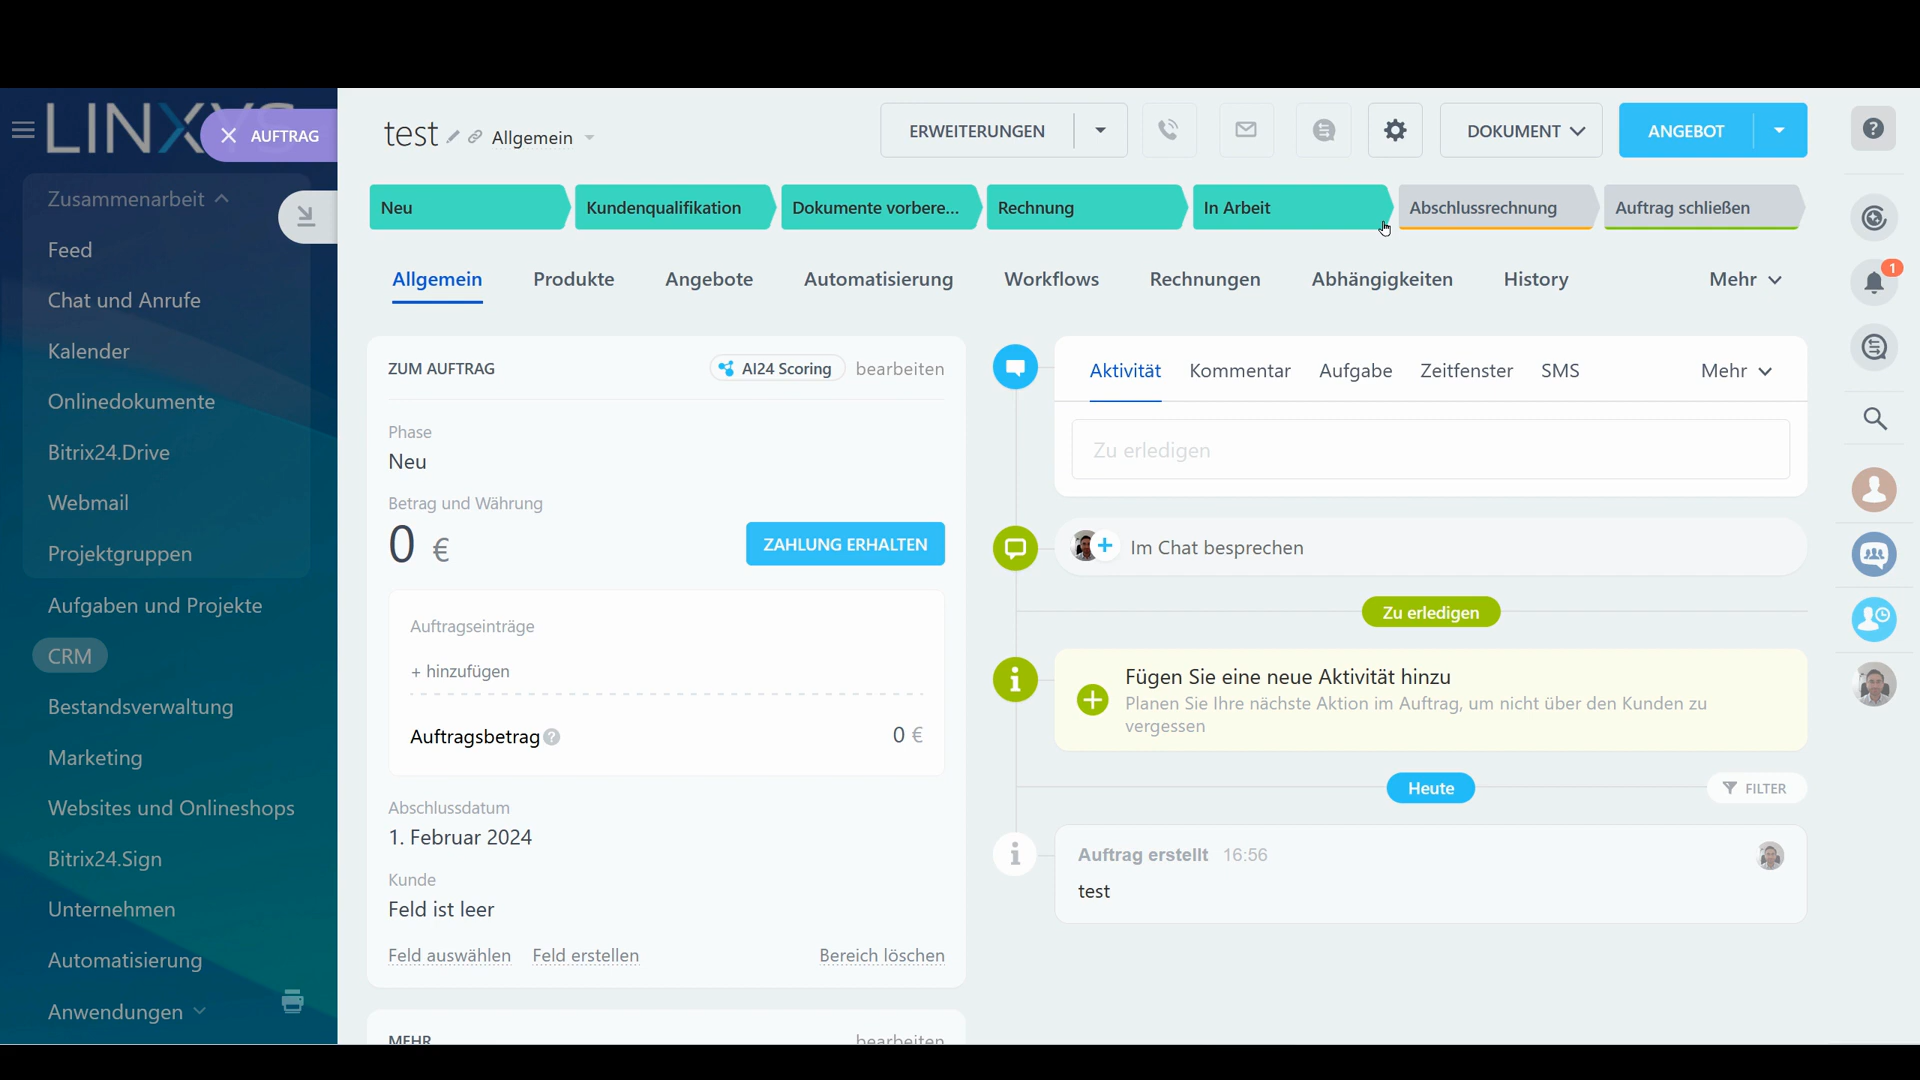 LINXYS
AUFTRAG
Zusammenarbeit
Feed
Chat und Anrufe
Kalender
Onlinedokumente
Bitrix24.Drive
Webmail
Projektgruppen
Aufgaben und Projekte
CRM
Bestandsverwaltung
Marketing
Websites und Onlineshops
Bitrix24.Sign
Unternehmen
Automatisierung
Anwendungen
test Allgemein
ERWEITERUNGEN
DOKUMENT
ANGEBOT
Neu
Kundenqualifikation
Dokumente vorbere...
Rechnung
In Arbeit
Abschlussrechnung
Auftrag schließen
Allgemein
Produkte
Angebote
Automatisierung
Workflows
Rechnungen
Abhängigkeiten
History
Mehr
ZUM AUFTRAG
AI24 Scoring
bearbeiten
Phase
Neu
Betrag und Währung
0 €
ZAHLUNG ERHALTEN
Auftragseinträge
+ hinzufügen
Auftragsbetrag ?
0 €
Abschlussdatum
1. Februar 2024
Kunde
Feld ist leer
Feld auswählen
Feld erstellen
Bereich löschen
MEHR
bearbeiten
Aktivität
Kommentar
Aufgabe
Zeitfenster
SMS
Mehr
Zu erledigen
Im Chat besprechen
Zu erledigen
Fügen Sie eine neue Aktivität hinzu
Planen Sie Ihre nächste Aktion im Auftrag, um nicht über den Kunden zu
vergessen
Heute
FILTER
Auftrag erstellt 16:56
test
?
1